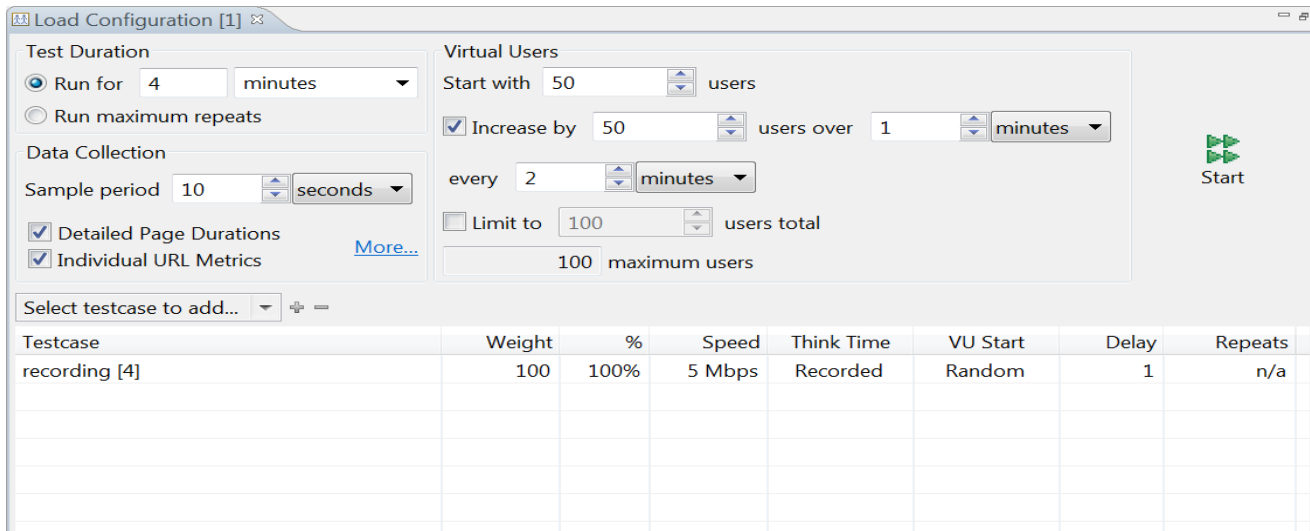 Load Configuration [1]
Test Duration
Run for 4 minutes
Run maximum repeats
Data Collection
Sample period 10 seconds
Detailed Page Durations
Individual URL Metrics
More...
Virtual Users
Start with 50 users
Increase by 50 users over 1 minutes
every 2 minutes
Limit to 100 users total
100 maximum users
Start
Select testcase to add...
Testcase Weight % Speed Think Time VU Start Delay Repeats
recording [4] 100 100% 5 Mbps Recorded Random 1 n/a